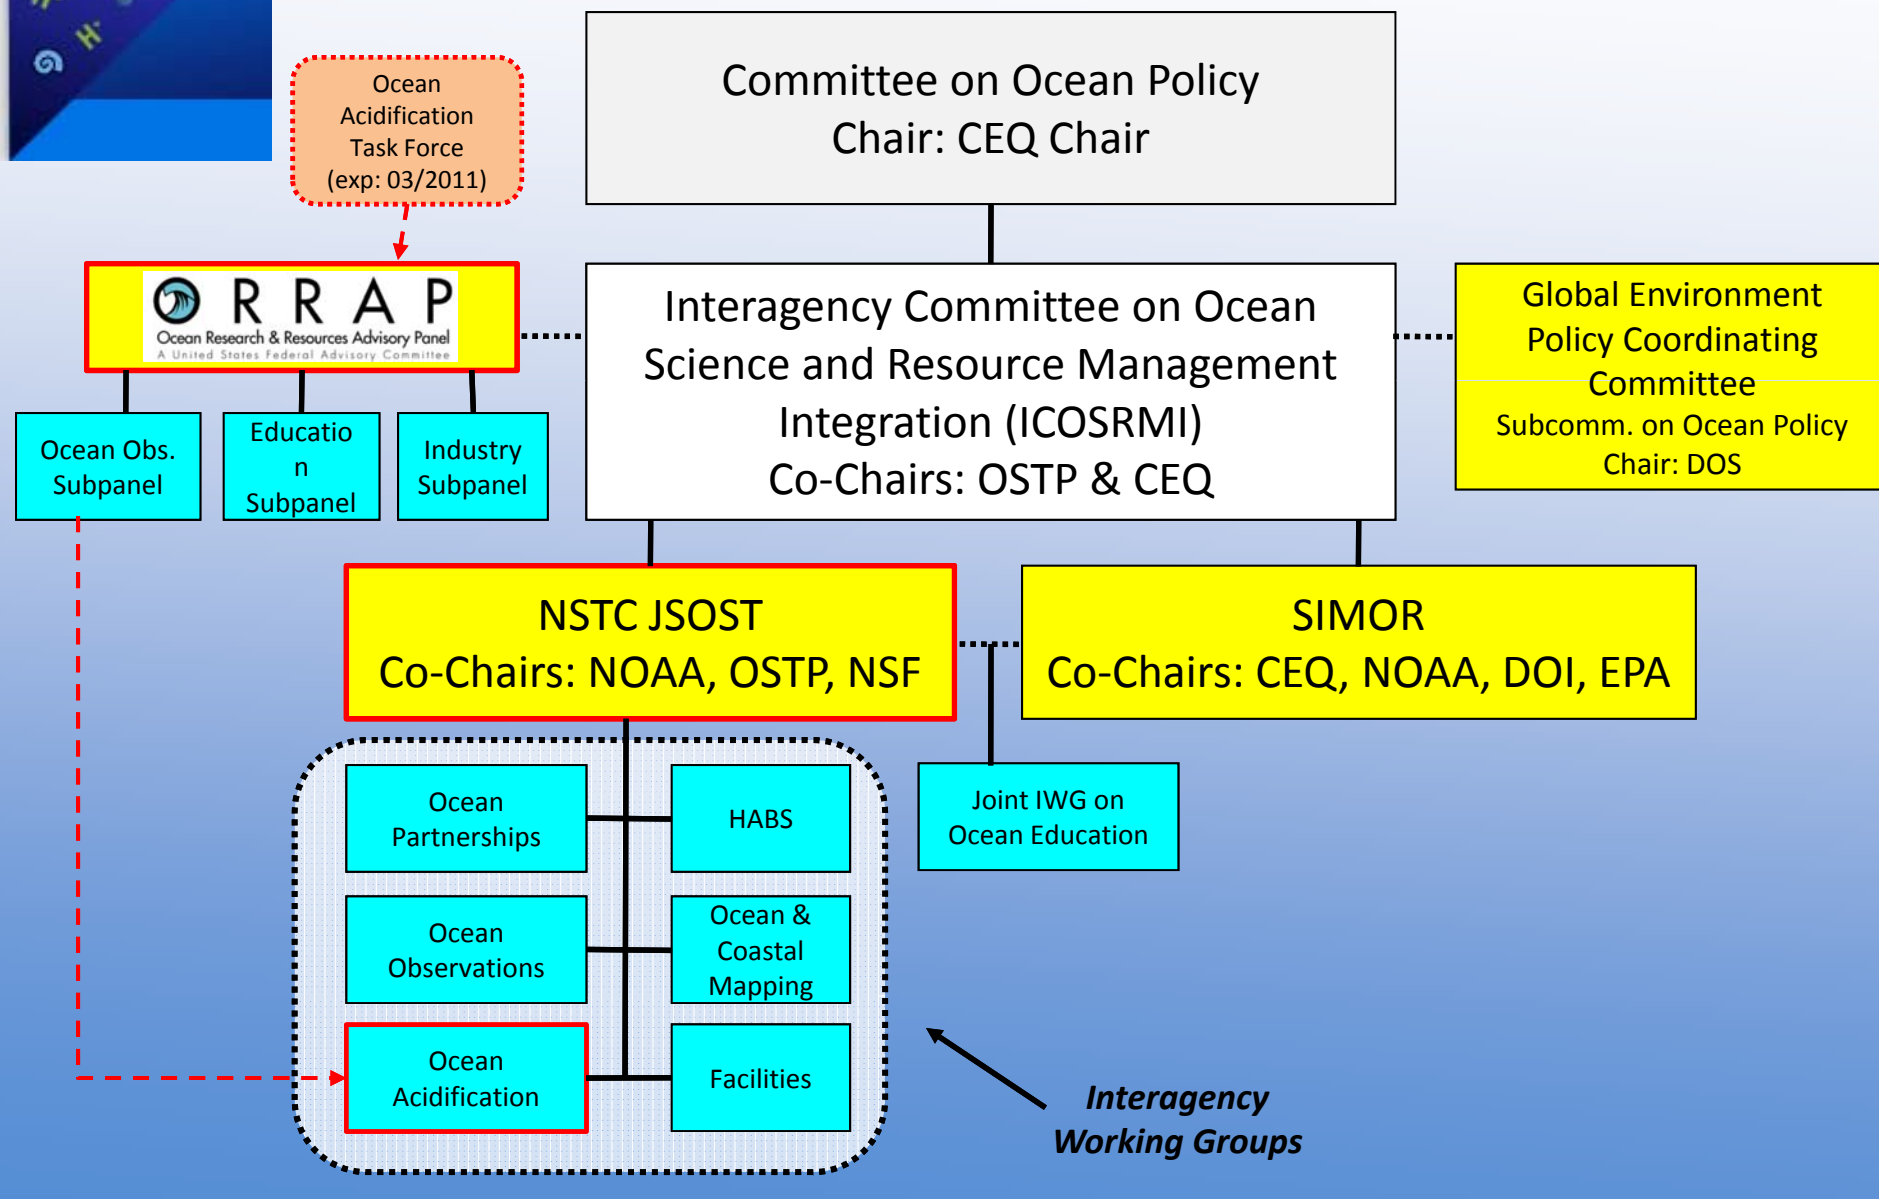 H
Ocean
Acidification
Task Force
(exp: 03/2011)
Committee on Ocean Policy
Chair: CEQ Chair
O R R A P
Ocean Research & Resources Advisory Panel
A United States Federal Advisory Committee
Interagency Committee on Ocean
Science and Resource Management
Integration (ICOSRMI)
Co-Chairs: OSTP & CEQ
Global Environment
Policy Coordinating
Committee
Subcomm. on Ocean Policy
Chair: DOS
Ocean Obs.
Subpanel
Educatio
n
Subpanel
Industry
Subpanel
NSTC JSOST
Co-Chairs: NOAA, OSTP, NSF
SIMOR
Co-Chairs: CEQ, NOAA, DOI, EPA
Ocean
Partnerships
HABS
Joint IWG on
Ocean Education
Ocean
Observations
Ocean &
Coastal
Mapping
Ocean
Acidification
Facilities
Interagency
Working Groups